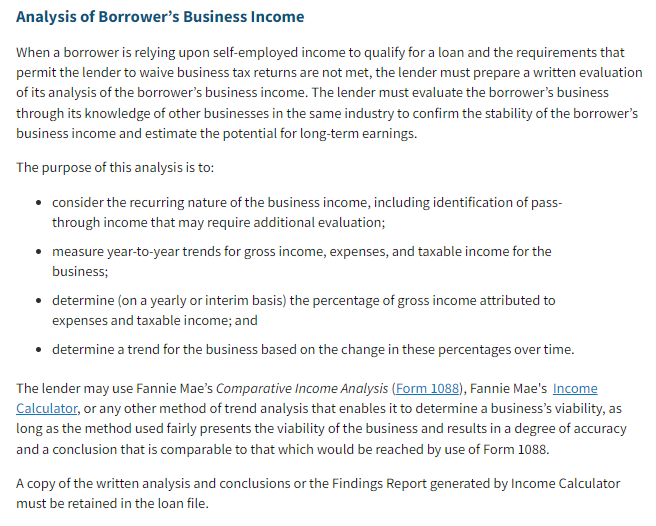 Analysis of Borrower’s Business Income
When a borrower is relying upon self-employed income to qualify for a loan and the requirements that
permit the lender to waive business tax returns are not met, the lender must prepare a written evaluation
of its analysis of the borrower’s business income. The lender must evaluate the borrower’s business
through its knowledge of other businesses in the same industry to confirm the stability of the borrower’s
business income and estimate the potential for long-term earnings.
The purpose of this analysis is to:
• consider the recurring nature of the business income, including identification of pass-
through income that may require additional evaluation;
• measure year-to-year trends for gross income, expenses, and taxable income for the
business;
• determine (on a yearly or interim basis) the percentage of gross income attributed to
expenses and taxable income; and
• determine a trend for the business based on the change in these percentages over time.
The lender may use Fannie Mae’s Comparative Income Analysis (Form 1088), Fannie Mae's Income
Calculator, or any other method of trend analysis that enables it to determine a business’s viability, as
long as the method used fairly presents the viability of the business and results in a degree of accuracy
and a conclusion that is comparable to that which would be reached by use of Form 1088.
A copy of the written analysis and conclusions or the Findings Report generated by Income Calculator
must be retained in the loan file.